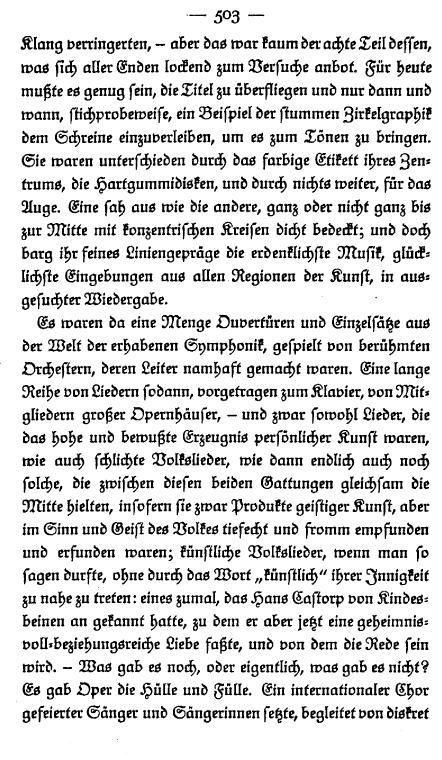 — 503 —
Klang verringerten, – aber das war kaum der achte Teil dessen,
was sich aller Enden lockend zum Versuche anbot. Für heute
mußte es genug sein, die Titel zu überfliegen und nur dann und
wann, stichprobeweise, ein Beispiel der stummen Zirkelgraphik
dem Schreine einzuverleiben, um es zum Tönen zu bringen.
Sie waren unterschieden durch das farbige Etikett ihres Zen-
trums, die Hartgummidisken, und durch nichts weiter, für das
Auge. Eine sah aus wie die andere, ganz oder nicht ganz bis
zur Mitte mit konzentrischen Kreisen dicht bedeckt; und doch
barg ihr feines Liniengepräge die erdenklichste Musik, glück-
lichste Eingebungen aus allen Regionen der Kunst, in aus-
gesuchter Wiedergabe.
Es waren da eine Menge Ouvertüren und Einzelsätze aus
der Welt der erhabenen Symphonik, gespielt von berühmten
Orchestern, deren Leiter namhaft gemacht waren. Eine lange
Reihe von Liedern sodann, vorgetragen zum Klavier, von Mit-
gliedern großer Opernhäuser, – und zwar sowohl Lieder, die
das hohe und bewußte Erzeugnis persönlicher Kunst waren,
wie auch schlichte Volkslieder, wie dann endlich auch noch
solche, die zwischen diesen beiden Gattungen gleichsam die
Mitte hielten, insofern sie zwar Produkte geistiger Kunst, aber
im Sinn und Geist des Volkes tiefecht und fromm empfunden
und erfunden waren; künstliche Volkslieder, wenn man so
sagen durfte, ohne durch das Wort „künstlich“ ihrer Innigkeit
zu nahe zu treten: eines zumal, das Hans Castorp von Kindes-
beinen an gekannt hatte, zu dem er aber jetzt eine geheimnis-
voll-beziehungsreiche Liebe faßte, und von dem die Rede sein
wird. – Was gab es noch, oder eigentlich, was gab es nicht?
Es gab Oper die Hülle und Fülle. Ein internationaler Chor
gefeierter Sänger und Sängerinnen setzte, begleitet von diskret